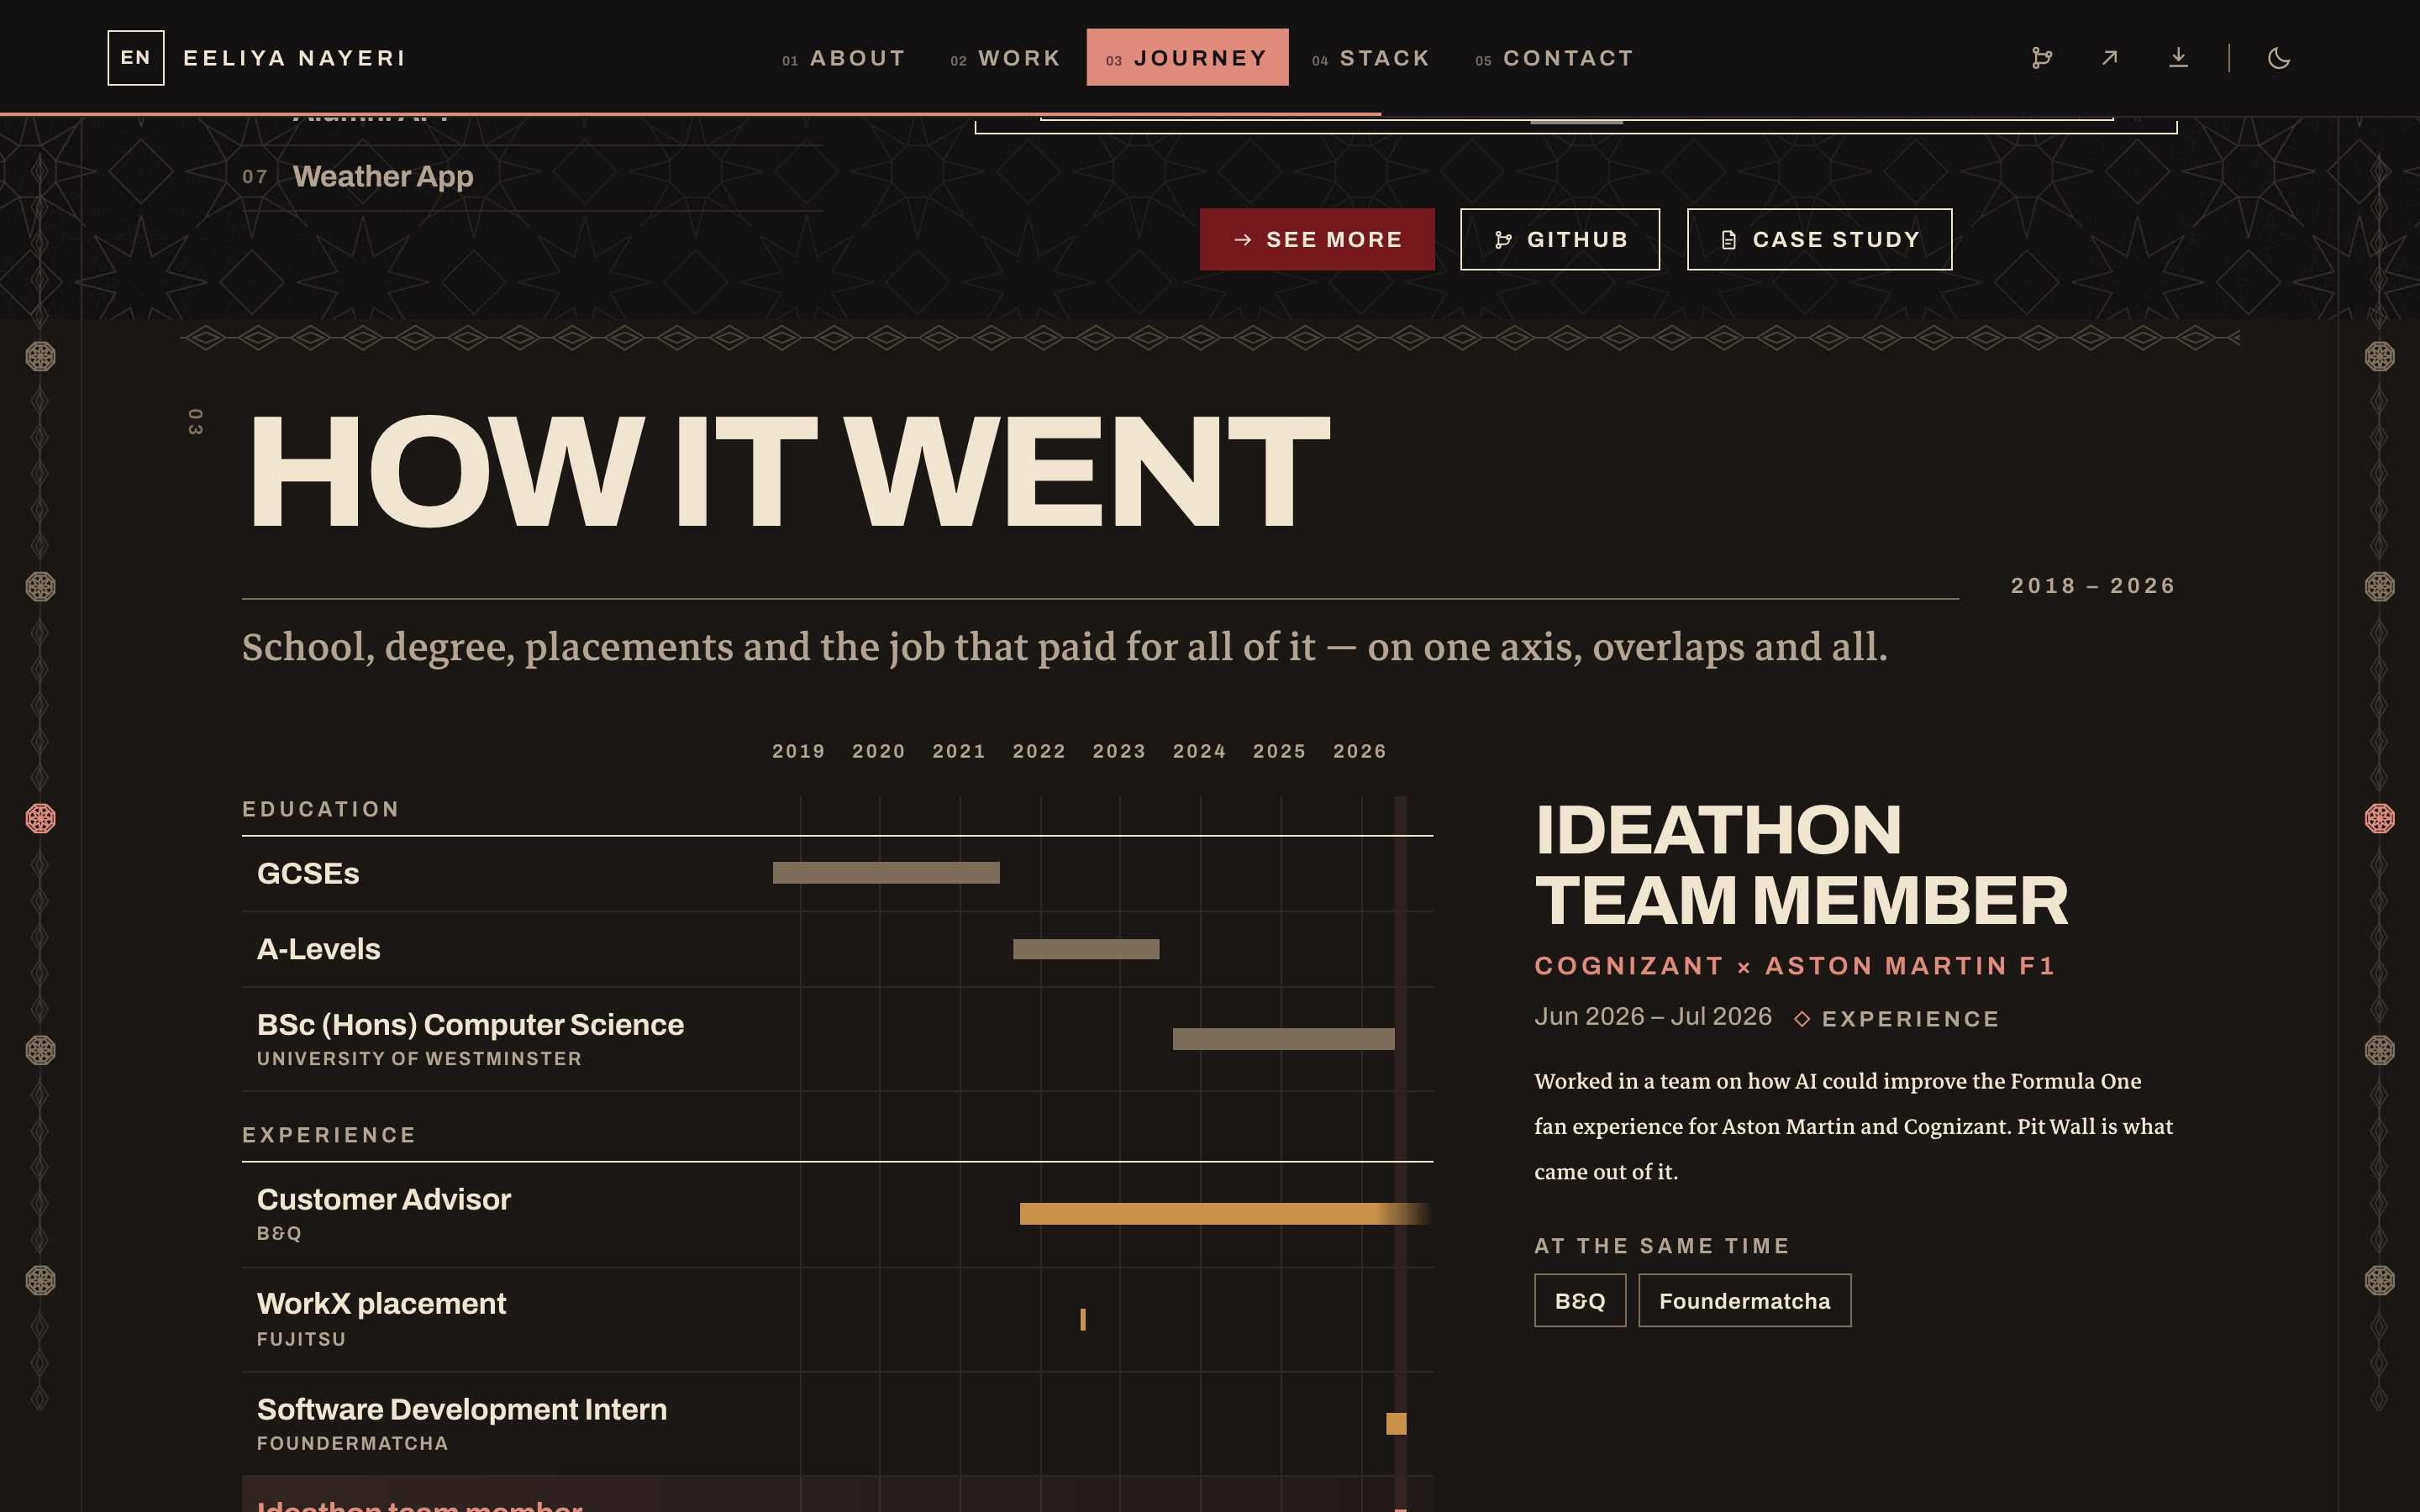 EN
EELIYA NAYERI
01 ABOUT
02 WORK
03 JOURNEY
04 STACK
05 CONTACT
07 Weather App
SEE MORE
GITHUB
CASE STUDY
03
HOW IT WENT
2018 – 2026
School, degree, placements and the job that paid for all of it — on one axis, overlaps and all.
2019 2020 2021 2022 2023 2024 2025 2026
EDUCATION
GCSEs
A-Levels
BSc (Hons) Computer Science
UNIVERSITY OF WESTMINSTER
EXPERIENCE
Customer Advisor
B&Q
WorkX placement
FUJITSU
Software Development Intern
FOUNDERMATCHA
Ideathon team member
IDEATHON
TEAM MEMBER
COGNIZANT × ASTON MARTIN F1
Jun 2026 – Jul 2026 EXPERIENCE
Worked in a team on how AI could improve the Formula One
fan experience for Aston Martin and Cognizant. Pit Wall is what
came out of it.
AT THE SAME TIME
B&Q
Foundermatcha